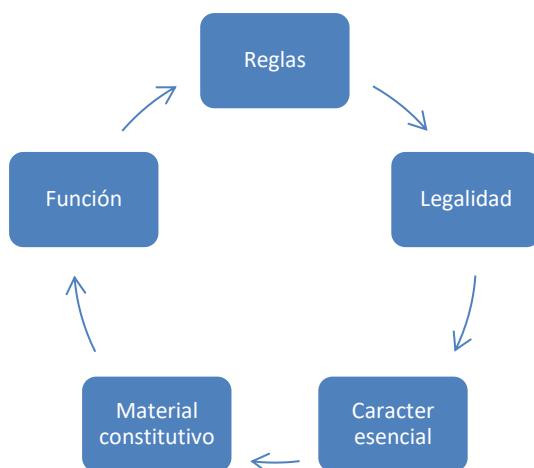 Reglas
Legalidad
Caracter
esencial
Material
constitutivo
Función